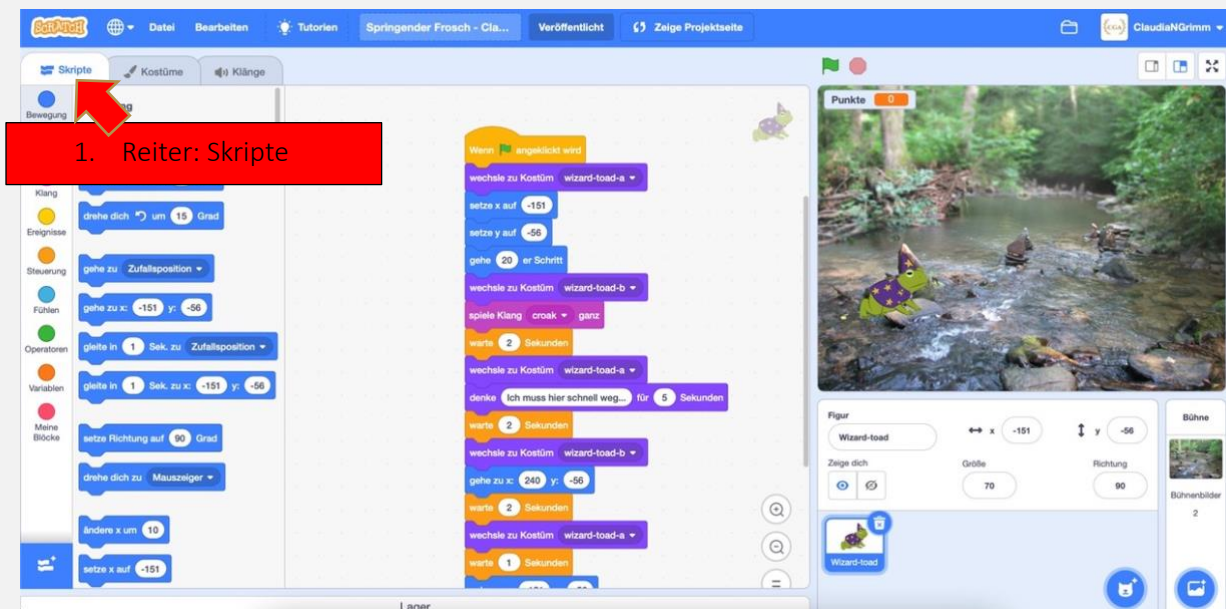 SCRATCH Datei Bearbeiten Tutorien Springender Frosch - Cla... Veröffentlicht Zeige Projektseite ClaudiaNGrimm
Skripte Kostüme Klänge
Bewegung
1. Reiter: Skripte
Klang
Ereignisse
Steuerung
Fühlen
Operatoren
Variablen
Meine
Blöcke
drehe dich um 15 Grad
gehe zu Zufallsposition
gehe zu x: -151 y: -56
gleite in 1 Sek. zu Zufallsposition
gleite in 1 Sek. zu x: -151 y: -56
setze Richtung auf 90 Grad
drehe dich zu Mauszeiger
ändere x um 10
setze x auf -151
Wenn angeklickt wird
wechsle zu Kostüm wizard-toad-a
setze x auf -151
setze y auf -56
gehe 20 er Schritt
wechsle zu Kostüm wizard-toad-b
spiele Klang croak ganz
warte 2 Sekunden
wechsle zu Kostüm wizard-toad-a
denke Ich muss hier schnell weg... für 5 Sekunden
warte 2 Sekunden
wechsle zu Kostüm wizard-toad-b
gehe zu x: 240 y: -56
warte 2 Sekunden
wechsle zu Kostüm wizard-toad-a
warte 1 Sekunden
Lager
Punkte 0
Figur
Wizard-toad x -151 y -56
Zeige dich Größe Richtung
70 90
Wizard-toad
Bühne
Bühnenbilder
2